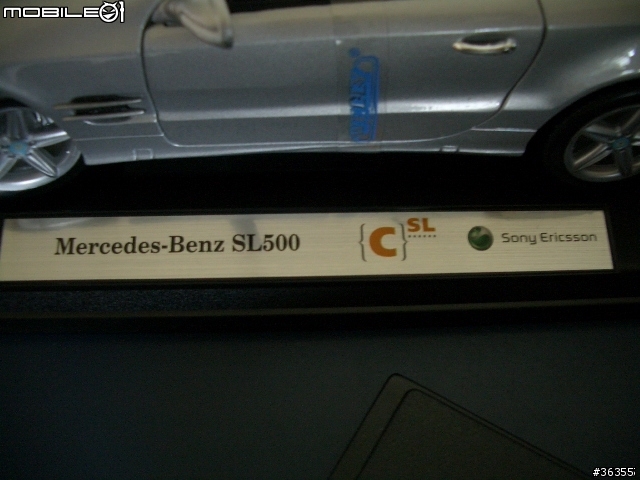 MOBILE01
Mercedes-Benz SL500
{C}SL
Sony Ericsson
#36355